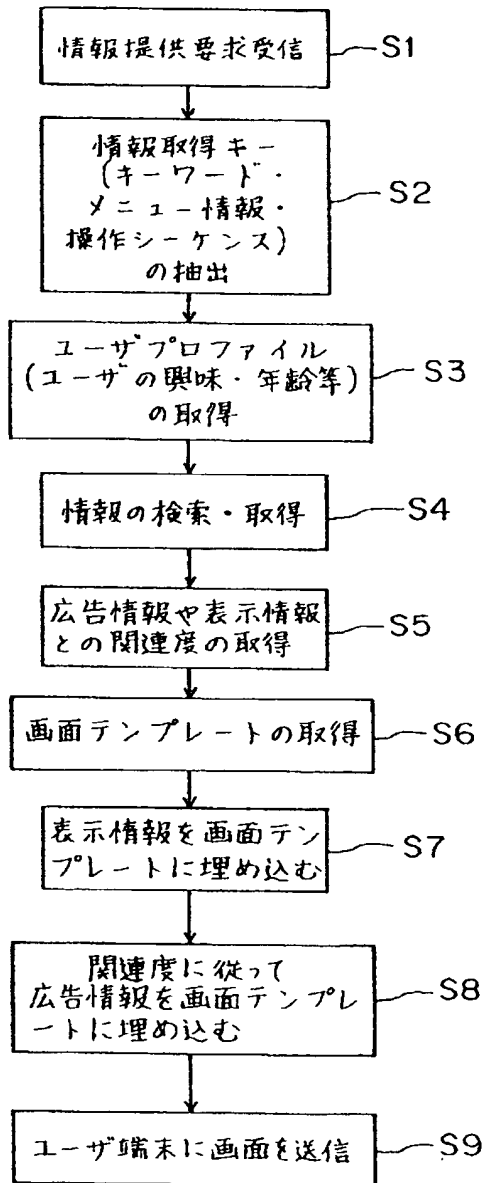 情報提供要求受信
S1
情報取得キー
(キーワード・
メニュー情報・
操作シーケンス)
の抽出
S2
ユーザプロファイル
(ユーザの興味・年齢等)
の取得
S3
情報の検索・取得
S4
広告情報や表示情報
との関連度の取得
S5
画面テンプレートの取得
S6
表示情報を画面テン
プレートに埋め込む
S7
関連度に従って
広告情報を画面テンプレ
ートに埋め込む
S8
ユーザ端末に画面を送信
S9